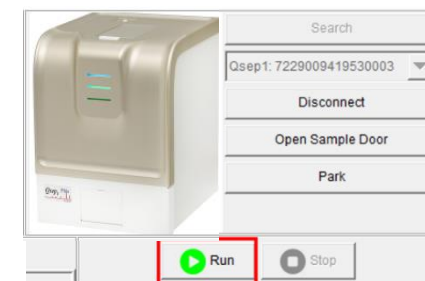 Search
Qsep1: 7229009419530003
Disconnect
Open Sample Door
Park
Run
Stop